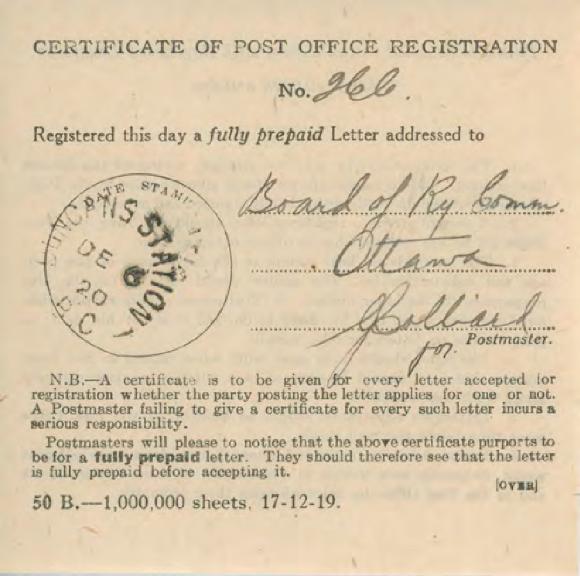 CERTIFICATE OF POST OFFICE REGISTRATION
No. 266.
Registered this day a fully prepaid Letter addressed to
DATE STAMP
DUNCANS STATION
DE 6
20
B.C
Board of Ry Comm.
Ottawa
for Postmaster.
N.B.—A certificate is to be given for every letter accepted for
registration whether the party posting the letter applies for one or not.
A Postmaster failing to give a certificate for every such letter incurs a
serious responsibility.
Postmasters will please to notice that the above certificate purports to
be for a fully prepaid letter. They should therefore see that the letter
is fully prepaid before accepting it.
[OVER]
50 B.—1,000,000 sheets, 17-12-19.